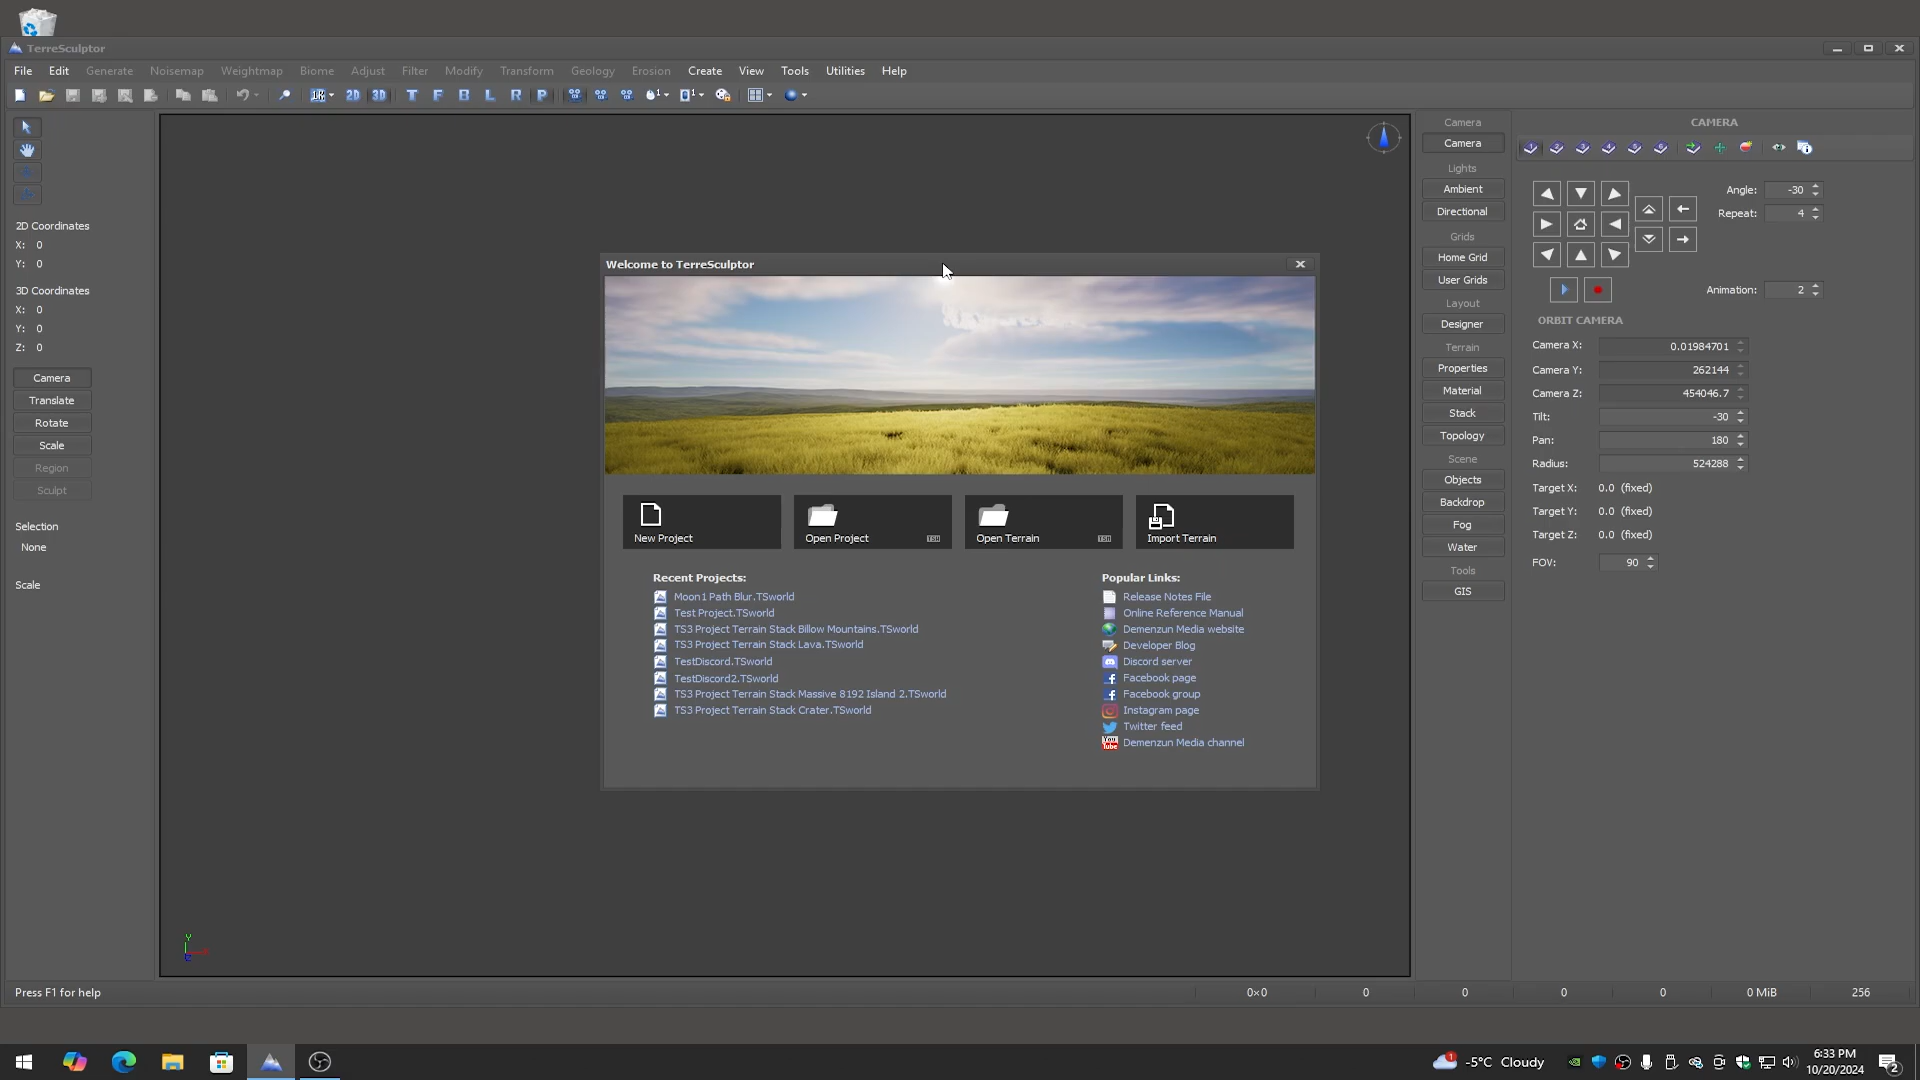 TerreSculptor
File Edit Generate Noisemap Weightmap Biome Adjust Filter Modify Transform Geology Erosion Create View Tools Utilities Help
2D 3D T F B L R P
2D Coordinates
X: 0
Y: 0
3D Coordinates
X: 0
Y: 0
Z: 0
Camera
Translate
Rotate
Scale
Region
Sculpt
Selection
None
Scale
Welcome to TerreSculptor
New Project
Open Project
Open Terrain
Import Terrain
Recent Projects:
Moon1 Path Blur.TSworld
Test Project.TSworld
TS3 Project Terrain Stack Billow Mountains.TSworld
TS3 Project Terrain Stack Lava.TSworld
TestDiscord.TSworld
TestDiscord2.TSworld
TS3 Project Terrain Stack Massive 8192 Island 2.TSworld
TS3 Project Terrain Stack Crater.TSworld
Popular Links:
Release Notes File
Online Reference Manual
Demenzun Media website
Developer Blog
Discord server
Facebook page
Facebook group
Instagram page
Twitter feed
Demenzun Media channel
Y
Camera
Camera
Lights
Ambient
Directional
Grids
Home Grid
User Grids
Layout
Designer
Terrain
Properties
Material
Stack
Topology
Scene
Objects
Backdrop
Fog
Water
Tools
GIS
CAMERA
Angle: -30
Repeat: 4
Animation: 2
ORBIT CAMERA
Camera X: 0.01984701
Camera Y: 262144
Camera Z: 454046.7
Tilt: -30
Pan: 180
Radius: 524288
Target X: 0.0 (fixed)
Target Y: 0.0 (fixed)
Target Z: 0.0 (fixed)
FOV: 90
Press F1 for help
0×0 0 0 0 0 0 MiB 256
1 -5°C Cloudy
6:33 PM
10/20/2024
2